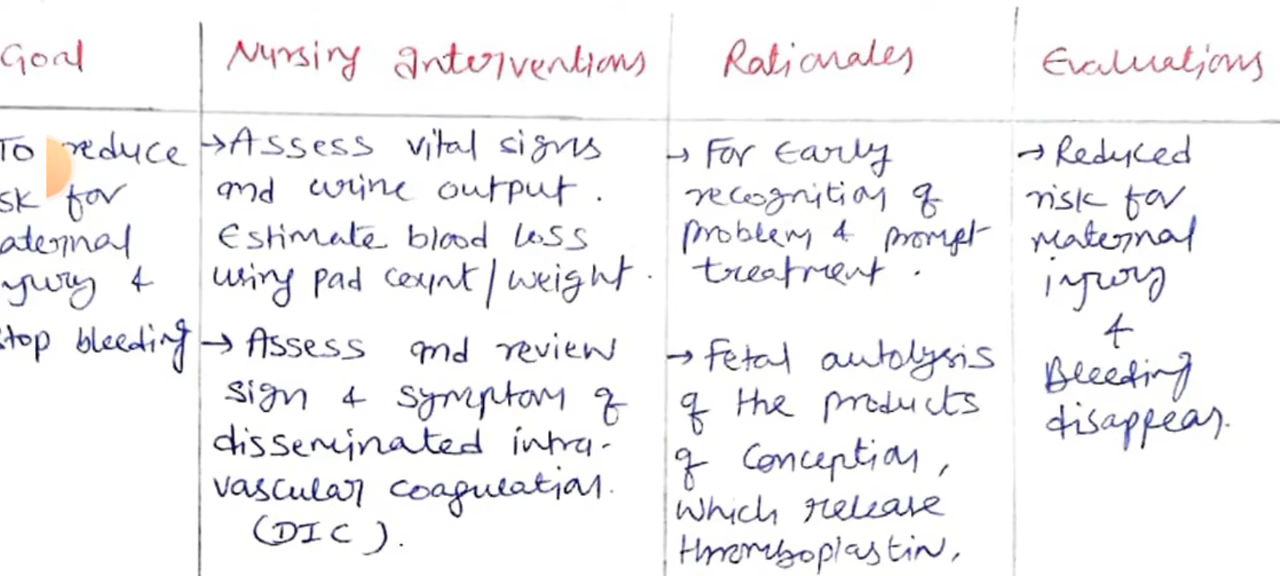 Goal
Nursing Interventions
Rationales
Evaluations
To reduce
sk for
aternal
njury &
stop bleeding
→Assess vital signs
and urine output.
Estimate blood loss
using pad count/weight.
→ Assess and review
sign & symptom of
disseminated intra-
vascular coagulation.
(DIC).
→ For Early
recognition of
problem & prompt
treatment.
→ Fetal autolysis
of the products
of conception,
which release
thromboplastin,
→ Reduced
risk for
maternal
injury
&
Bleeding
disappear.